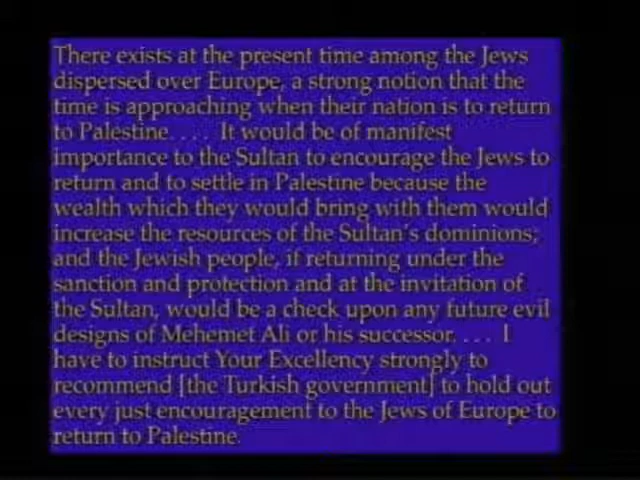 There exists at the present time among the Jews
dispersed over Europe, a strong notion that the
time is approaching when their nation is to return
to Palestine. . . .  It would be of manifest
importance to the Sultan to encourage the Jews to
return and to settle in Palestine because the
wealth which they would bring with them would
increase the resources of the Sultan's dominions;
and the Jewish people, if returning under the
sanction and protection and at the invitation of
the Sultan, would be a check upon any future evil
designs of Mehemet Ali or his successor. . . .  I
have to instruct Your Excellency strongly to
recommend [the Turkish government] to hold out
every just encouragement to the Jews of Europe to
return to Palestine.